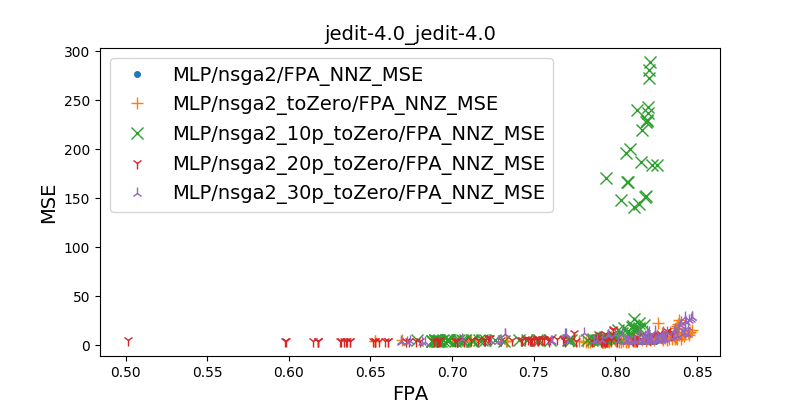 jedit-4.0_jedit-4.0
300
250
200
150
100
50
0
MSE
MLP/nsga2/FPA_NNZ_MSE
MLP/nsga2_toZero/FPA_NNZ_MSE
MLP/nsga2_10p_toZero/FPA_NNZ_MSE
MLP/nsga2_20p_toZero/FPA_NNZ_MSE
MLP/nsga2_30p_toZero/FPA_NNZ_MSE
0.50 0.55 0.60 0.65 0.70 0.75 0.80 0.85
FPA